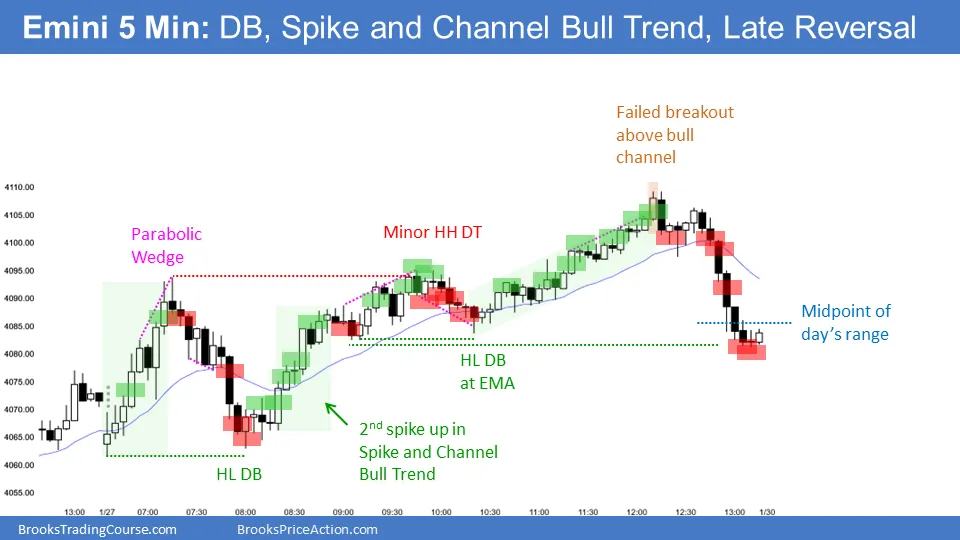 Emini 5 Min: DB, Spike and Channel Bull Trend, Late Reversal
Failed breakout
above bull
channel
4110.00
4105.00
4100.00
4095.00
4090.00
4085.00
4080.00
4075.00
4070.00
4065.00
4060.00
4055.00
Parabolic
Wedge
Minor HH DT
Midpoint of
day's range
HL DB
at EMA
2nd spike up in
Spike and Channel
Bull Trend
HL DB
13:00 1/27 07:00 07:30 08:00 08:30 09:00 09:30 10:00 10:30 11:00 11:30 12:00 12:30 13:00 1/30
BrooksTradingCourse.com BrooksPriceAction.com